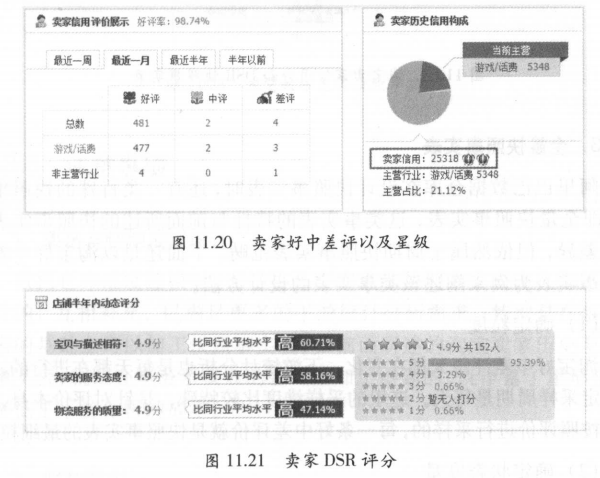 卖家信用评价展示 好评率：98.74%
最近一周 最近一月 最近半年 半年以前
好评 中评 差评
总数 481 2 4
游戏/话费 477 2 3
非主营行业 4 0 1
卖家历史信用构成
当前主营
游戏/话费 5348
卖家信用：25318
主营行业：游戏/话费 5348
主营占比：21.12%
图 11.20 卖家好中差评以及星级
店铺半年内动态评分
宝贝与描述相符：4.9分 比同行业平均水平 高 60.71%
卖家的服务态度：4.9分 比同行业平均水平 高 58.16%
物流服务的质量：4.9分 比同行业平均水平 高 47.14%
4.9分 共152人
5分 95.39%
4分 3.29%
3分 0.66%
2分 暂无人打分
1分 0.66%
图 11.21 卖家 DSR 评分